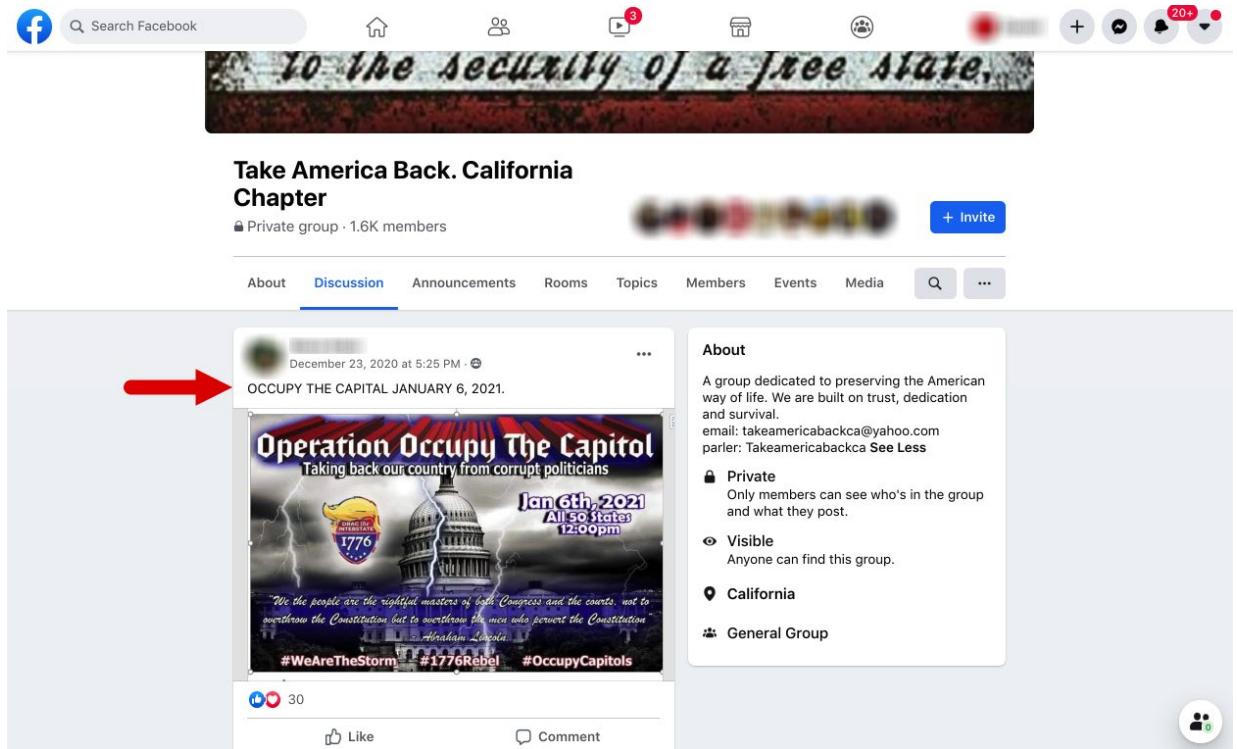 Search Facebook
3
20+
to the security of a free state,
Take America Back. California
Chapter
Private group · 1.6K members
+ Invite
About Discussion Announcements Rooms Topics Members Events Media
December 23, 2020 at 5:25 PM ·
OCCUPY THE CAPITAL JANUARY 6, 2021.
Operation Occupy The Capitol
Taking back our country from corrupt politicians
Jan 6th, 2021
All 50 States
12:00pm
DRAG the
INTERSTATE
1776
"We the people are the rightful masters of both Congress and the courts, not to
overthrow the Constitution but to overthrow the men who pervert the Constitution
- Abraham Lincoln.
#WeAreTheStorm #1776Rebel #OccupyCapitols
30
Like Comment
About
A group dedicated to preserving the American
way of life. We are built on trust, dedication
and survival.
email: takeamericabackca@yahoo.com
parler: Takeamericabackca See Less
Private
Only members can see who's in the group
and what they post.
Visible
Anyone can find this group.
California
General Group
0